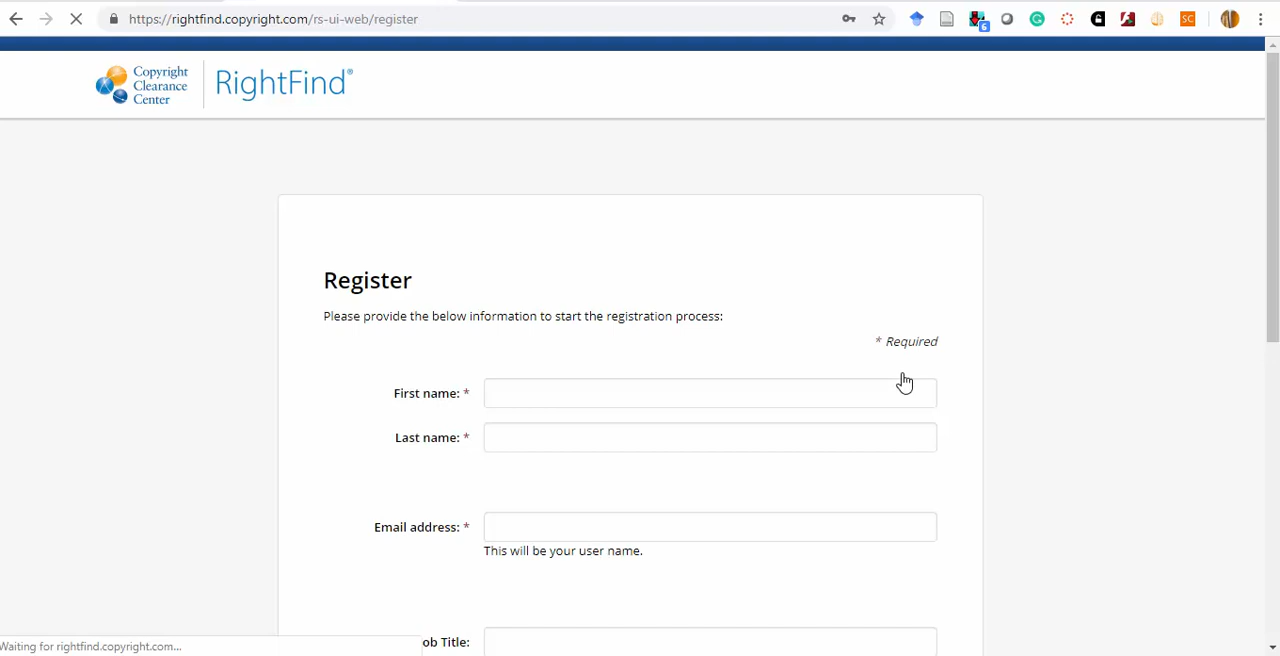 https://rightfind.copyright.com/rs-ui-web/register
6
G
SC
Copyright
Clearance
Center
RightFind®
Register
Please provide the below information to start the registration process:
* Required
First name: *
Last name: *
Email address: *
This will be your user name.
ob Title:
Waiting for rightfind.copyright.com...